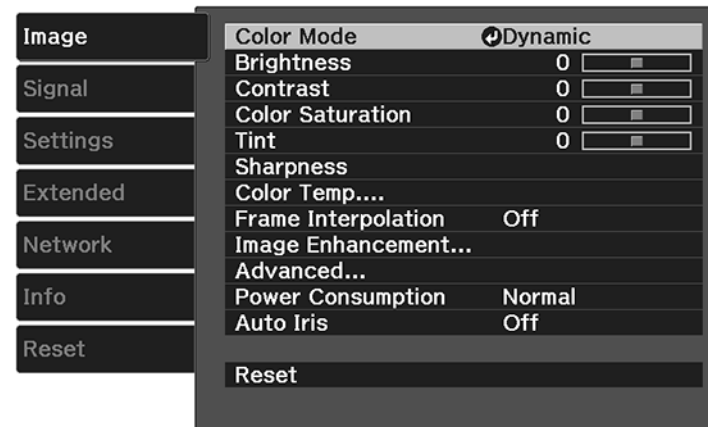 Image
Signal
Settings
Extended
Network
Info
Reset
Color Mode Dynamic
Brightness 0
Contrast 0
Color Saturation 0
Tint 0
Sharpness
Color Temp....
Frame Interpolation Off
Image Enhancement...
Advanced...
Power Consumption Normal
Auto Iris Off
Reset